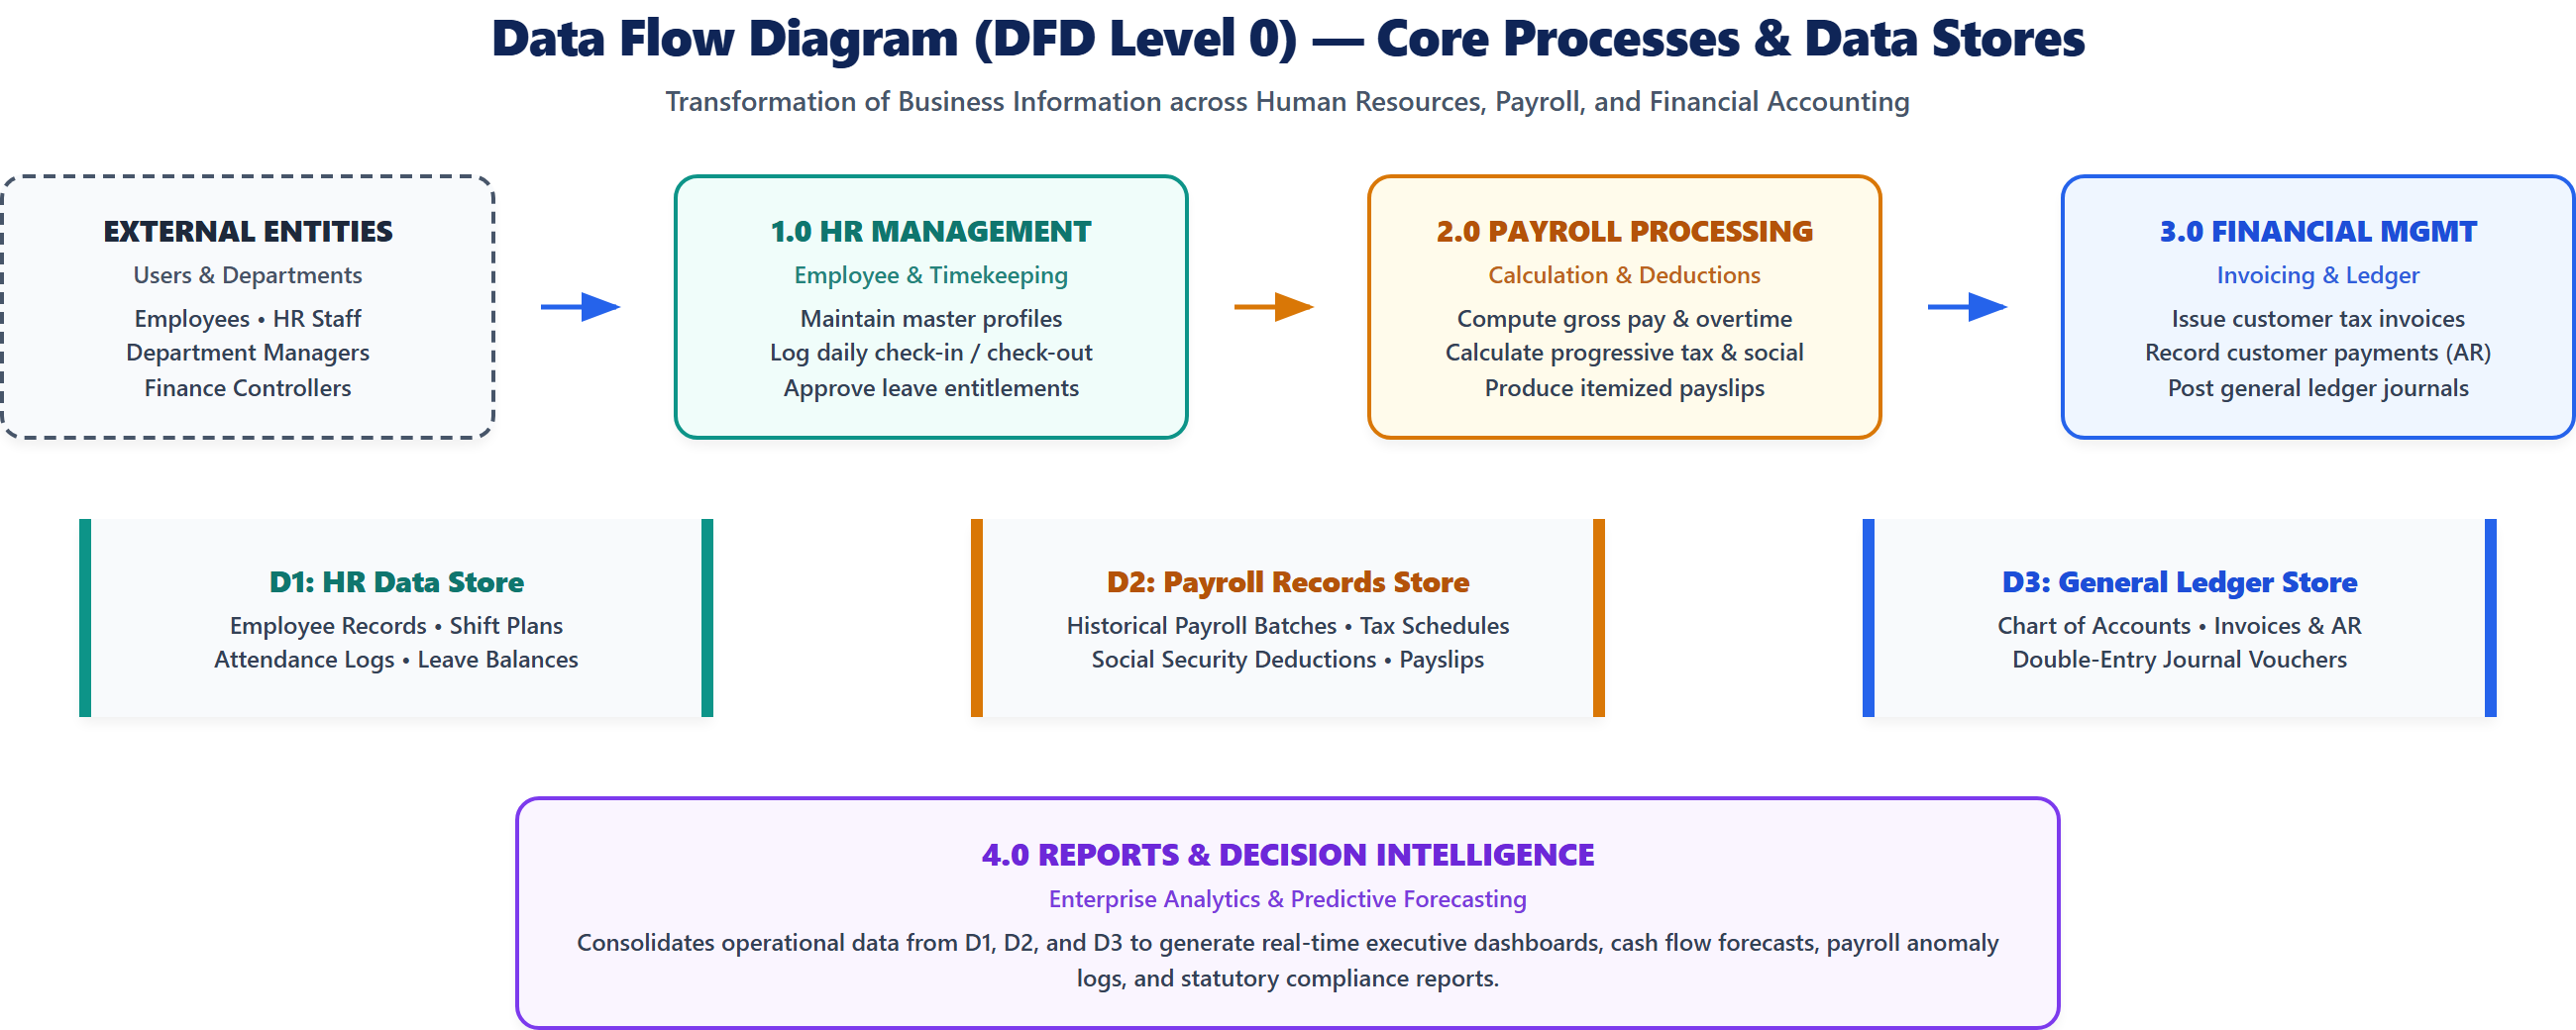 Data Flow Diagram (DFD Level 0) — Core Processes & Data Stores
Transformation of Business Information across Human Resources, Payroll, and Financial Accounting
EXTERNAL ENTITIES
Users & Departments
Employees • HR Staff
Department Managers
Finance Controllers
1.0 HR MANAGEMENT
Employee & Timekeeping
Maintain master profiles
Log daily check-in / check-out
Approve leave entitlements
2.0 PAYROLL PROCESSING
Calculation & Deductions
Compute gross pay & overtime
Calculate progressive tax & social
Produce itemized payslips
3.0 FINANCIAL MGMT
Invoicing & Ledger
Issue customer tax invoices
Record customer payments (AR)
Post general ledger journals
D1: HR Data Store
Employee Records • Shift Plans
Attendance Logs • Leave Balances
D2: Payroll Records Store
Historical Payroll Batches • Tax Schedules
Social Security Deductions • Payslips
D3: General Ledger Store
Chart of Accounts • Invoices & AR
Double-Entry Journal Vouchers
4.0 REPORTS & DECISION INTELLIGENCE
Enterprise Analytics & Predictive Forecasting
Consolidates operational data from D1, D2, and D3 to generate real-time executive dashboards, cash flow forecasts, payroll anomaly
logs, and statutory compliance reports.